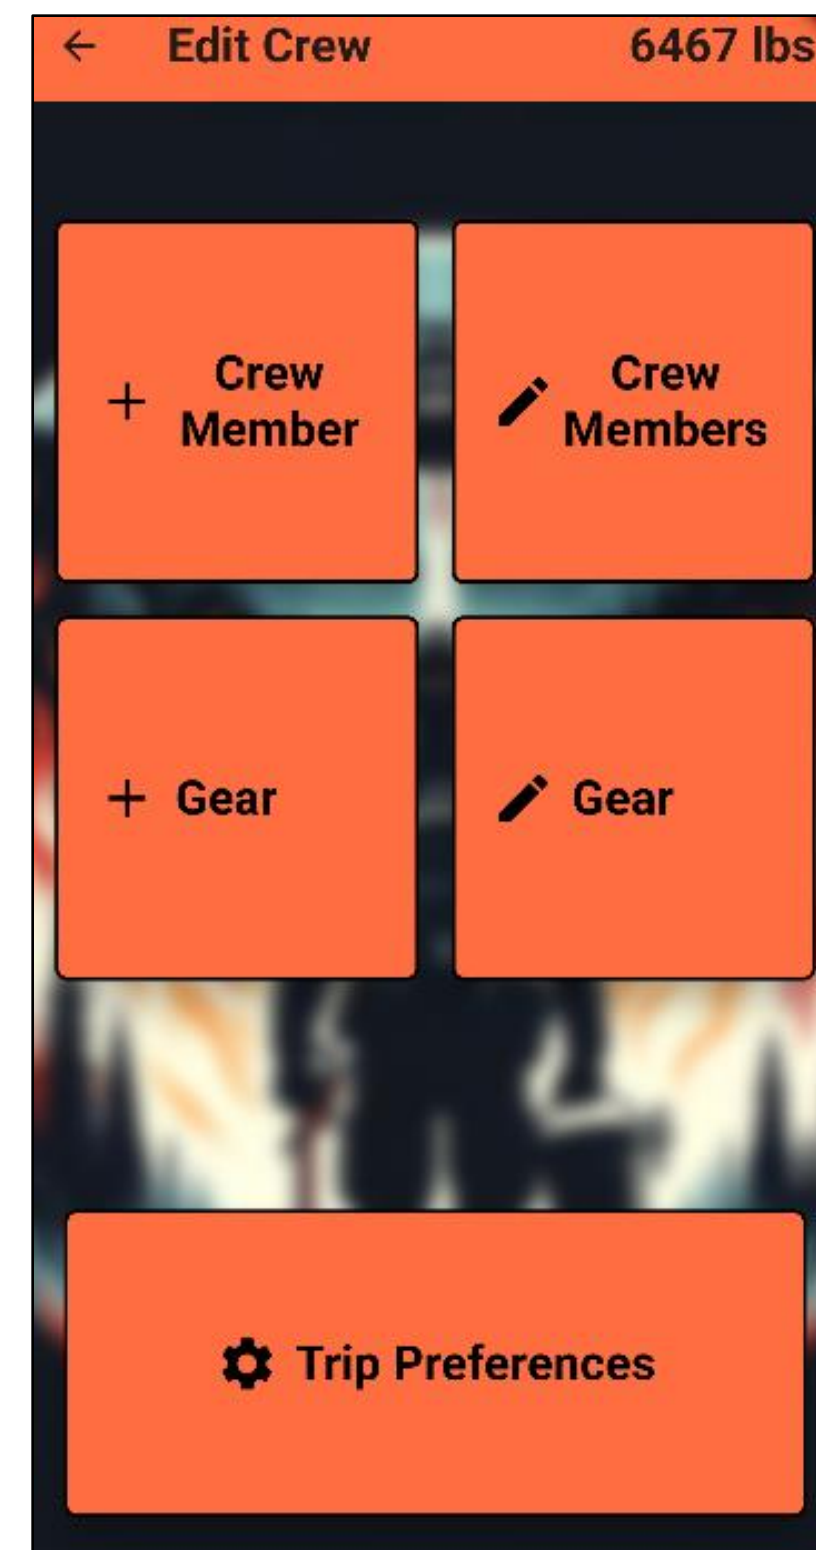 Edit Crew 6467 lbs
Crew
Member
Crew
Members
Gear
Gear
Trip Preferences